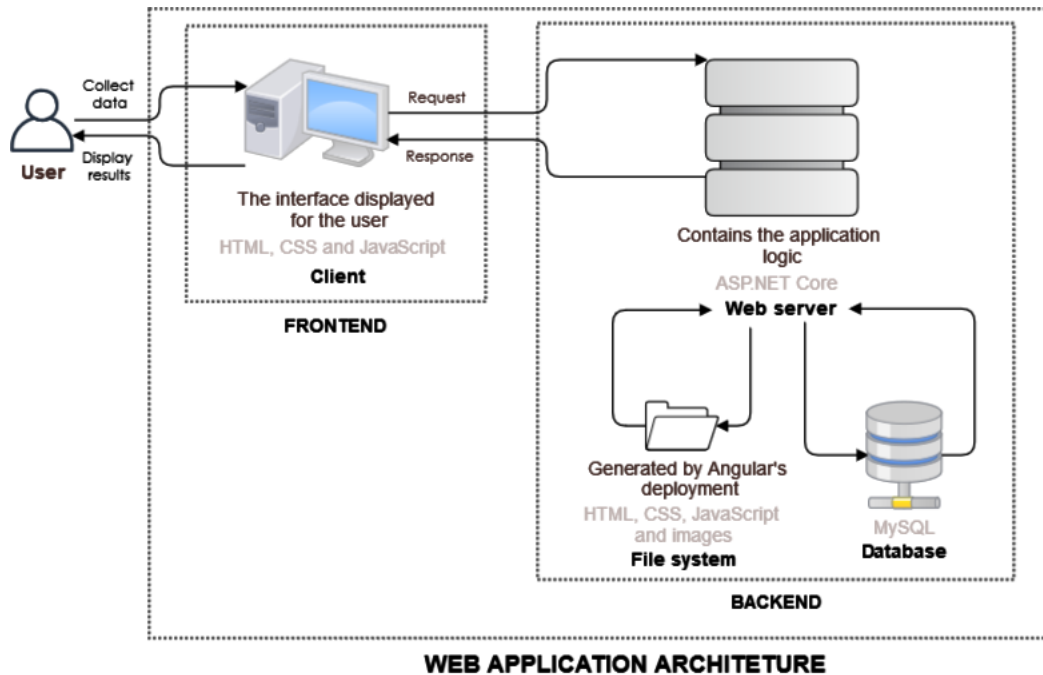 Collect
data
User
Display
results
Request
Response
The interface displayed
for the user
HTML, CSS and JavaScript
Client
FRONTEND
Contains the application
logic
ASP.NET Core
Web server
Generated by Angular's
deployment
HTML, CSS, JavaScript
and images
File system
MySQL
Database
BACKEND
WEB APPLICATION ARCHITETURE